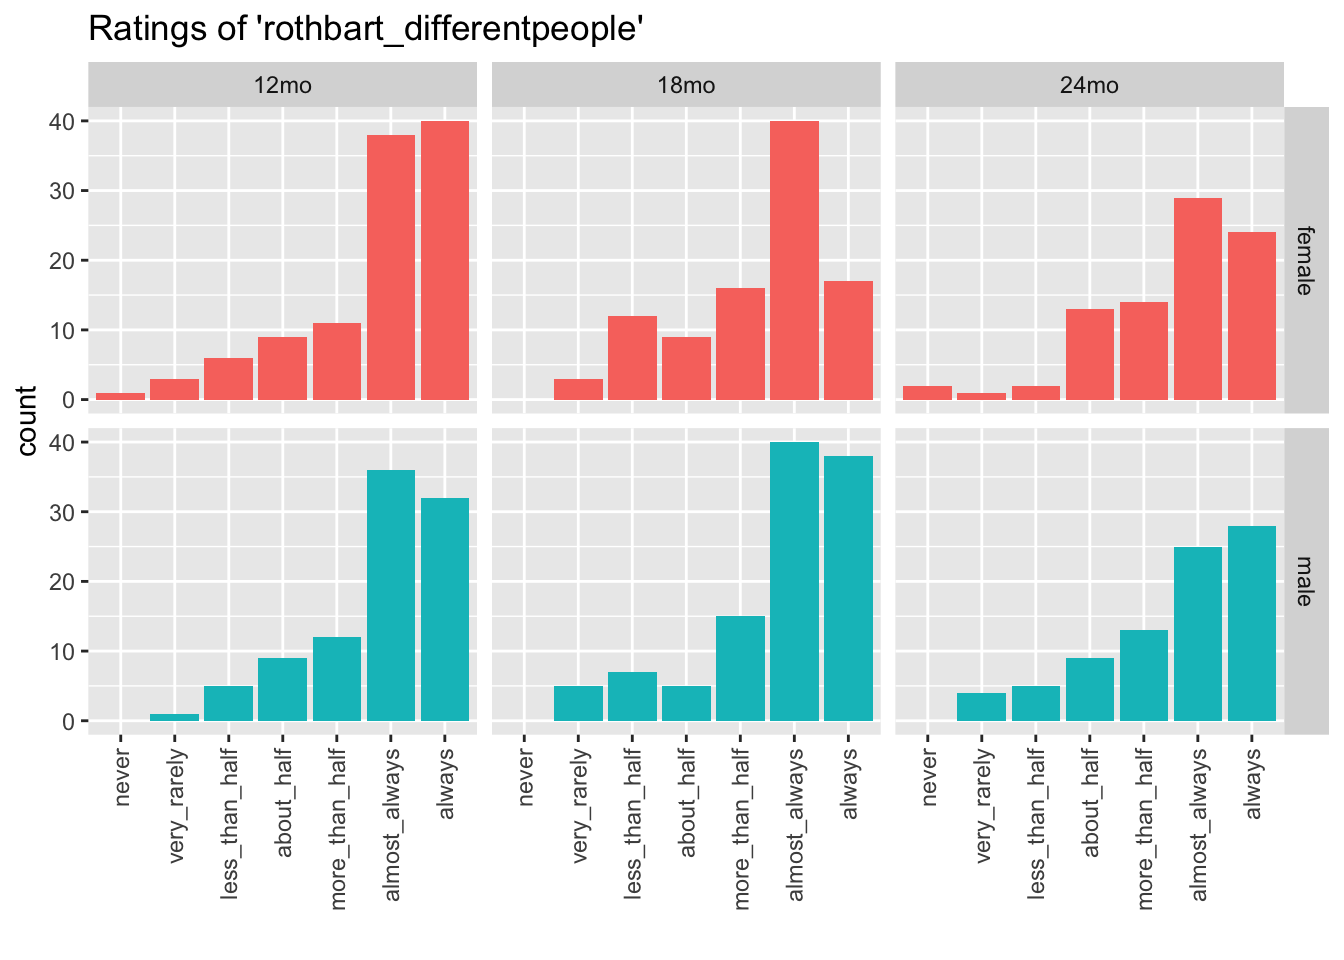 Ratings of 'rothbart_differentpeople'
12mo 18mo 24mo
40
30
20
10
0
female
count
40
30
20
10
0
male
never very_rarely less_than_half about_half more_than_half almost_always always never very_rarely less_than_half about_half more_than_half almost_always always never very_rarely less_than_half about_half more_than_half almost_always always